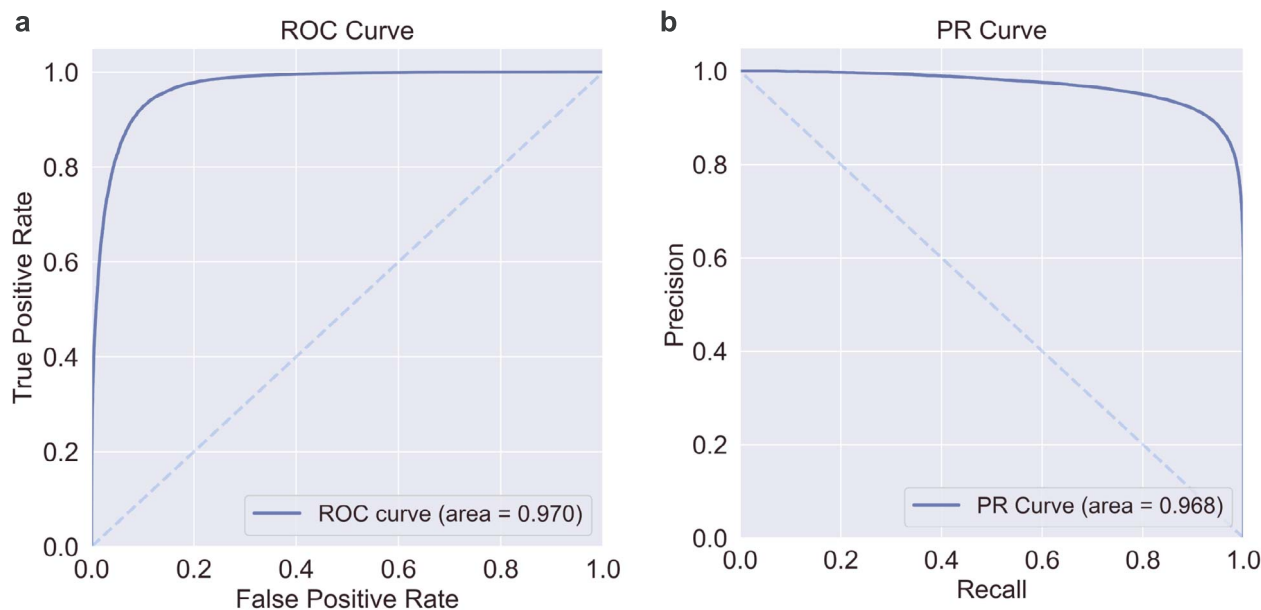 a
ROC Curve
1.0
0.8
0.6
0.4
0.2
0.0
True Positive Rate
ROC curve (area = 0.970)
0.0 0.2 0.4 0.6 0.8 1.0
False Positive Rate
b
PR Curve
1.0
0.8
0.6
0.4
0.2
0.0
Precision
PR Curve (area = 0.968)
0.0 0.2 0.4 0.6 0.8 1.0
Recall